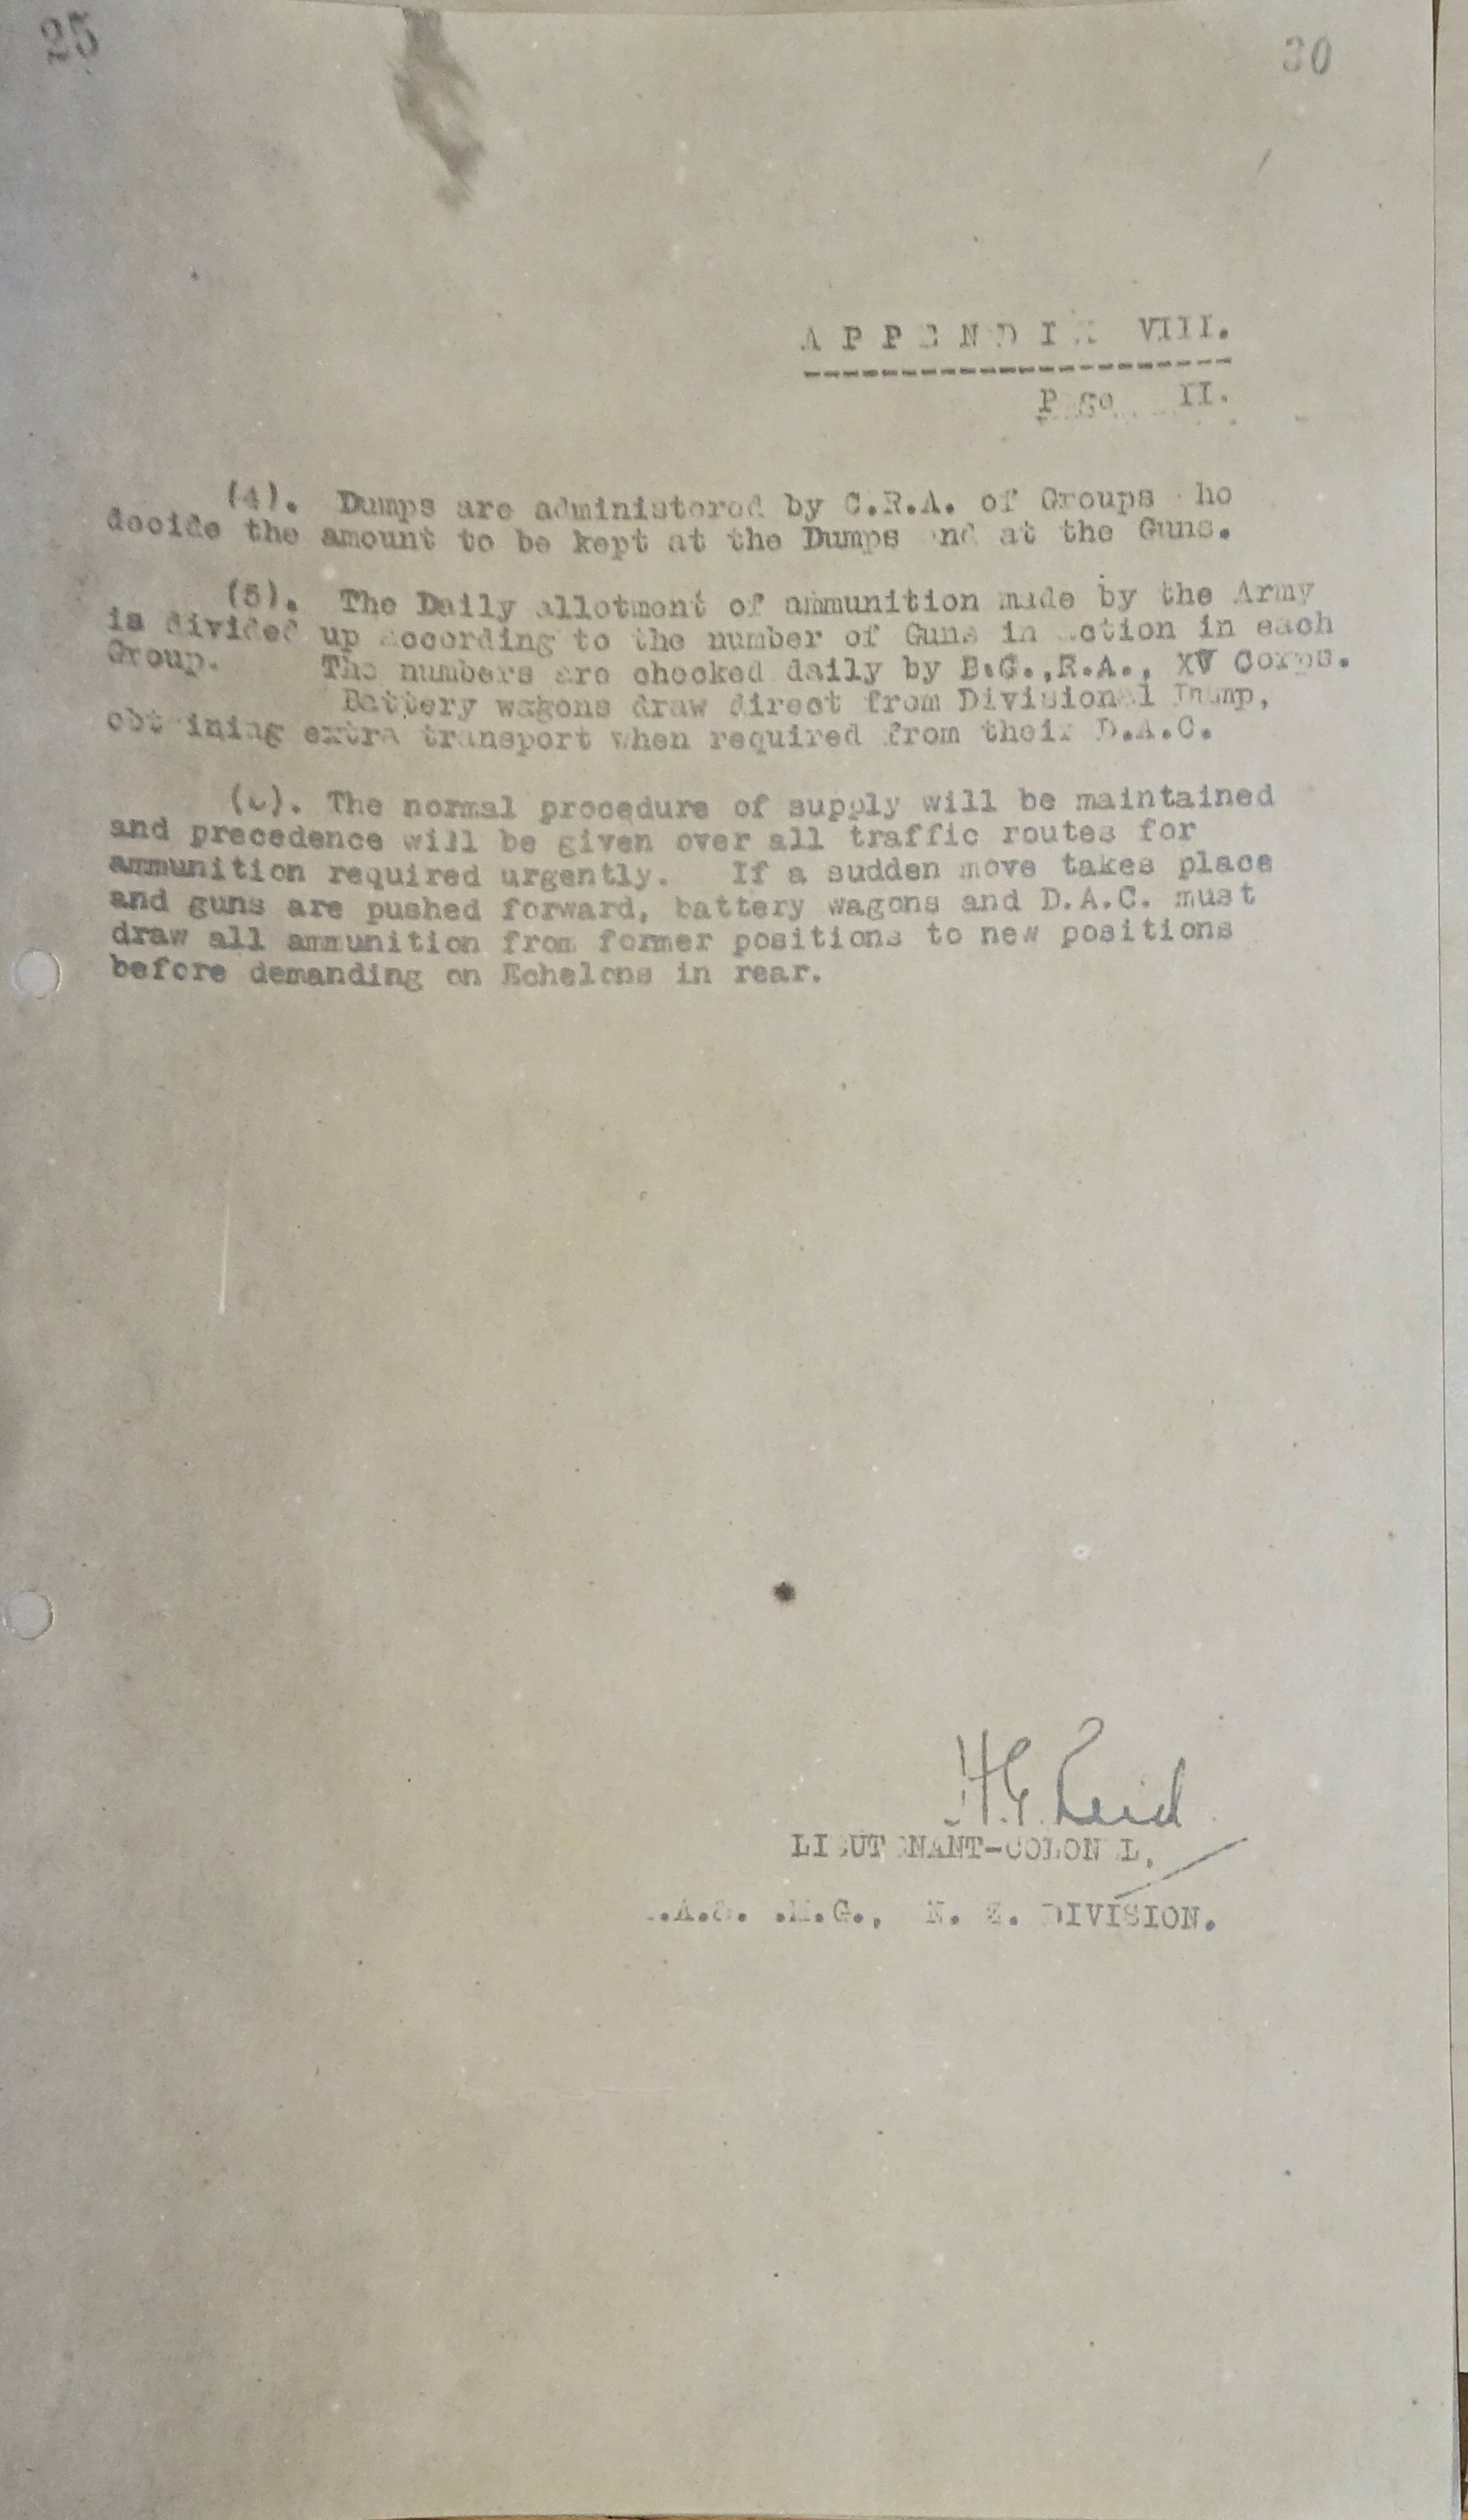 25
30
A P P E N D I X VIII.
Page II.
(4). Dumps are administered by C.R.A. of Groups who
decide the amount to be kept at the Dumps and at the Guns.
(5). The Daily allotment of ammunition made by the Army
is divided up according to the number of Guns in action in each
Group. The numbers are checked daily by B.G.,R.A., XV Corps.
Battery wagons draw direct from Divisional Dump,
obtaining extra transport when required from their D.A.C.
(6). The normal procedure of supply will be maintained
and precedence will be given over all traffic routes for
ammunition required urgently. If a sudden move takes place
and guns are pushed forward, battery wagons and D.A.C. must
draw all ammunition from former positions to new positions
before demanding on Echelons in rear.
H G Reid
LIEUTENANT-COLONEL,
A.A.& Q.M.G., N. Z. DIVISION.